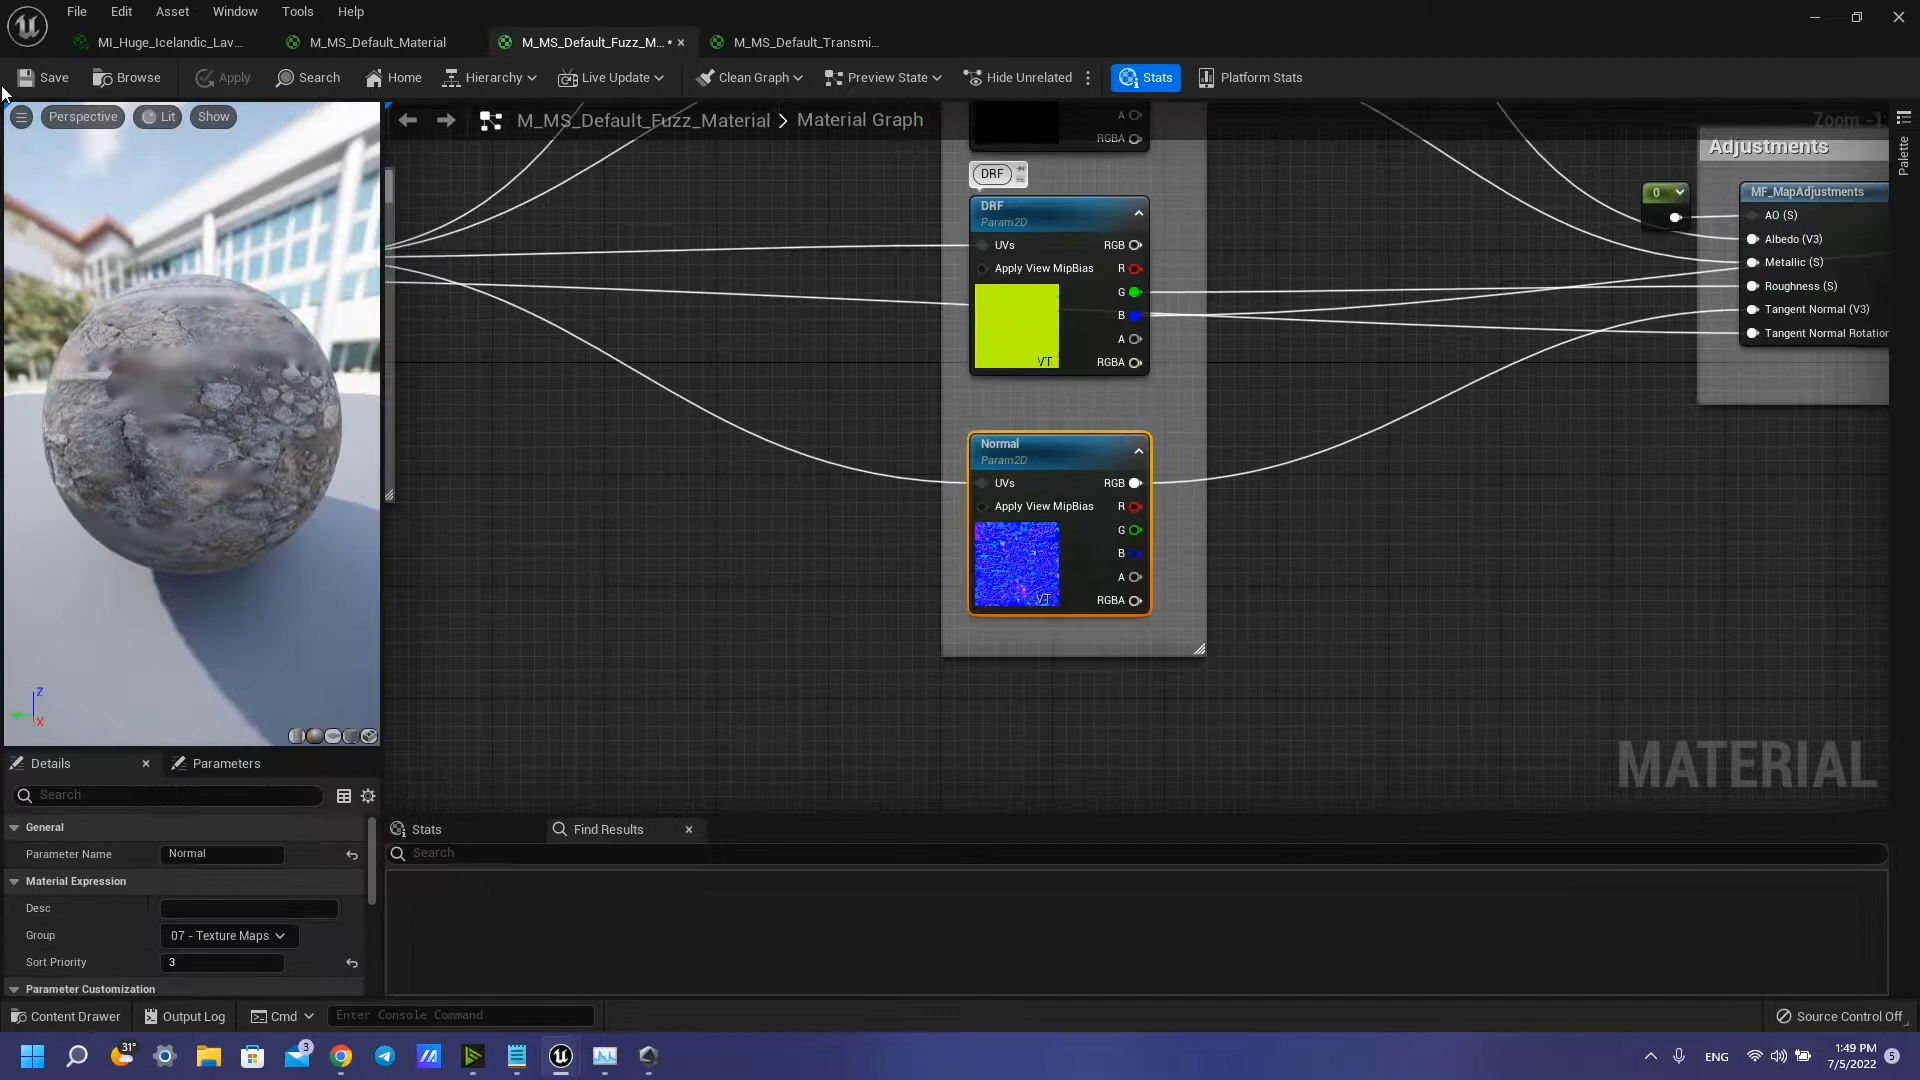 File Edit Asset Window Tools Help
MI_Huge_Icelandic_Lav... M_MS_Default_Material M_MS_Default_Fuzz_M... • × M_MS_Default_Transmi...
Save Browse Apply Search Home Hierarchy Live Update Clean Graph Preview State Hide Unrelated Stats Platform Stats
Perspective Lit Show
M_MS_Default_Fuzz_Material > Material Graph
Zoom -1
Palette
A
RGBA
DRF
DRF
Param2D
UVs RGB
Apply View MipBias R
G
B
A
VT
RGBA
Normal
Param2D
UVs RGB
Apply View MipBias R
G
B
A
VT
RGBA
Adjustments
0
MF_MapAdjustments
AO (S)
Albedo (V3)
Metallic (S)
Roughness (S)
Tangent Normal (V3)
Tangent Normal Rotation
MATERIAL
Z
X
Details × Parameters
Search
General
Parameter Name Normal
Material Expression
Desc
Group 07 - Texture Maps
Sort Priority 3
Parameter Customization
Stats Find Results ×
Search
Content Drawer Output Log Cmd Enter Console Command Source Control Off
31° 3 ENG 1:49 PM 5
7/5/2022